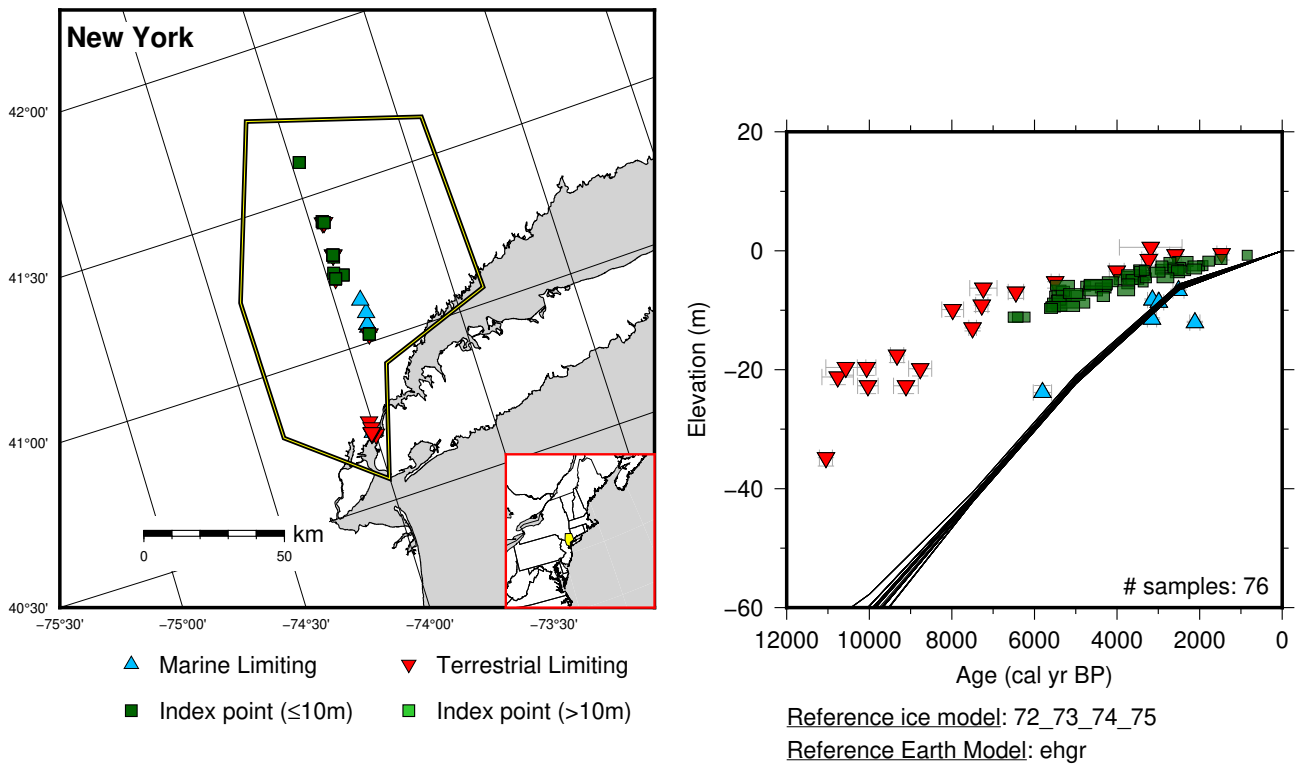 New York
42°00'
41°30'
41°00'
40°30'
−75°30'
−75°00'
−74°30'
−74°00'
−73°30'
0
50
km
Marine Limiting
Terrestrial Limiting
Index point (≤10m)
Index point (>10m)
20
0
−20
−40
−60
Elevation (m)
12000
10000
8000
6000
4000
2000
0
Age (cal yr BP)
# samples: 76
Reference ice model: 72_73_74_75
Reference Earth Model: ehgr